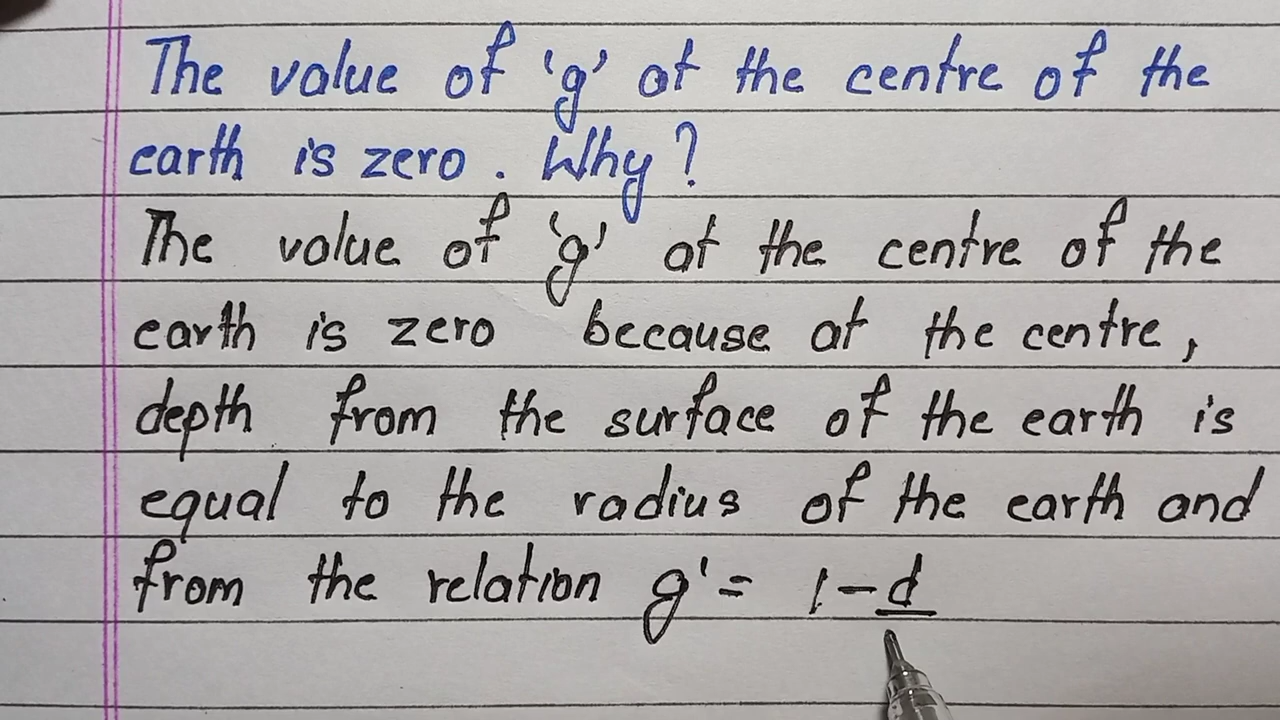 The value of 'g' at the centre of the
earth is zero. Why?
The value of 'g' at the centre of the
earth is zero because at the centre,
depth from the surface of the earth is
equal to the radius of the earth and
from the relation g' = 1-d